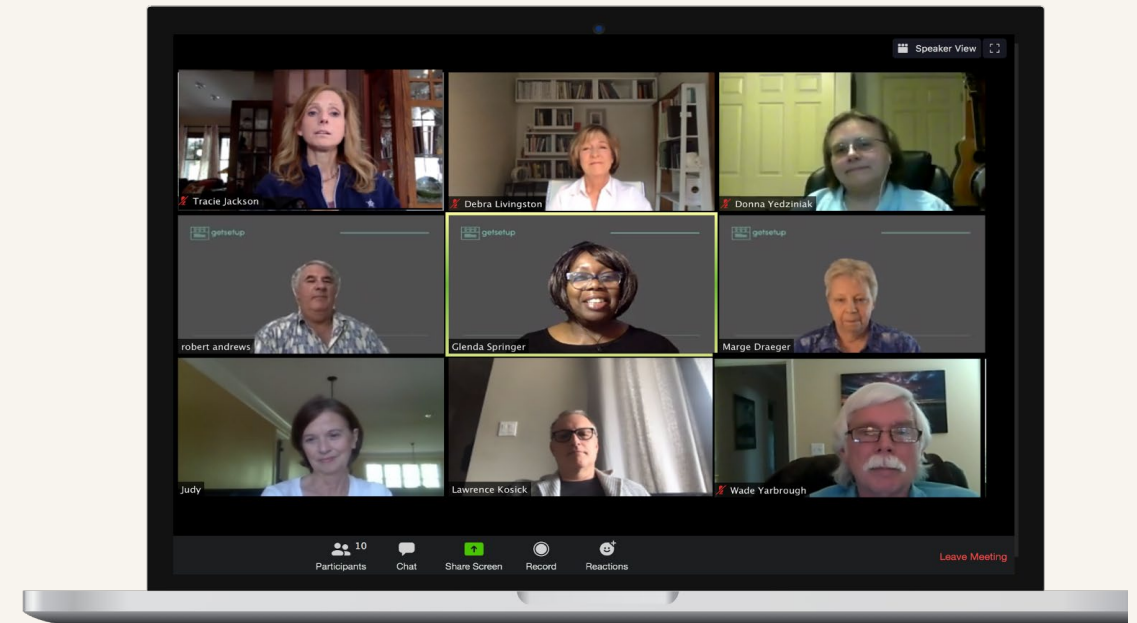 Speaker View
Tracie Jackson
Debra Livingston
Donna Yedziniak
getsetup
getsetup
getsetup
robert andrews
Glenda Springer
Marge Draeger
Judy
Lawrence Kosick
Wade Yarbrough
10
Participants
Chat
Share Screen
Record
Reactions
Leave Meeting